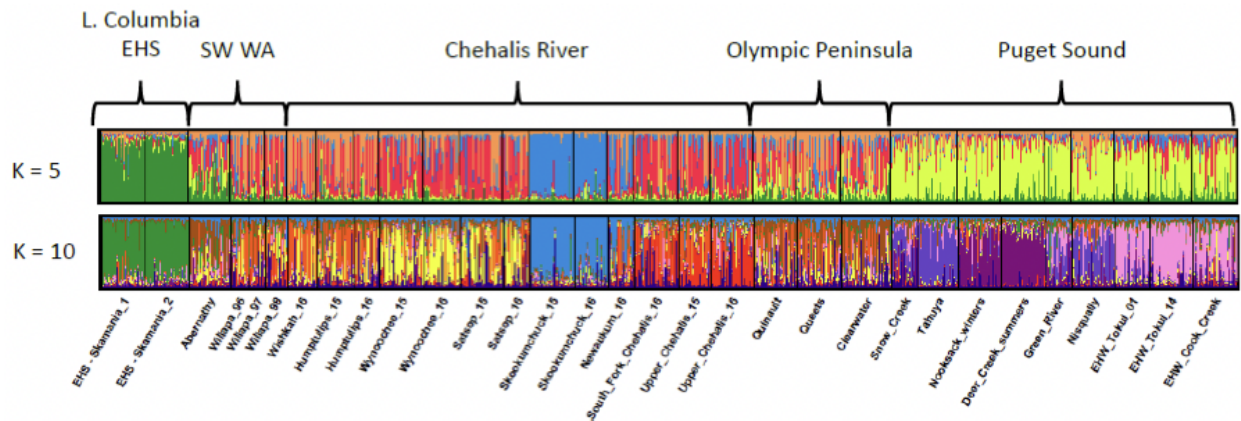 L. Columbia
EHS
SW WA
Chehalis River
Olympic Peninsula
Puget Sound
K = 5
K = 10
EHS - Skamania_1
EHS - Skamania_2
Abernathy
Willapa_96
Willapa_97
Willapa_98
Wishkah_16
Humptulips_15
Humptulips_16
Wynoochee_15
Wynoochee_16
Satsop_15
Satsop_16
Skookumchuck_15
Skookumchuck_16
Newaukum_16
South_Fork_Chehalis_16
Upper_Chehalis_15
Upper_Chehalis_16
Quinault
Queets
Clearwater
Snow_Creek
Tahuya
Nooksack_winters
Deer_Creek_summers
Green_River
Nisqually
EHW_Tokul_01
EHW_Tokul_14
EHW_Cook_Creek